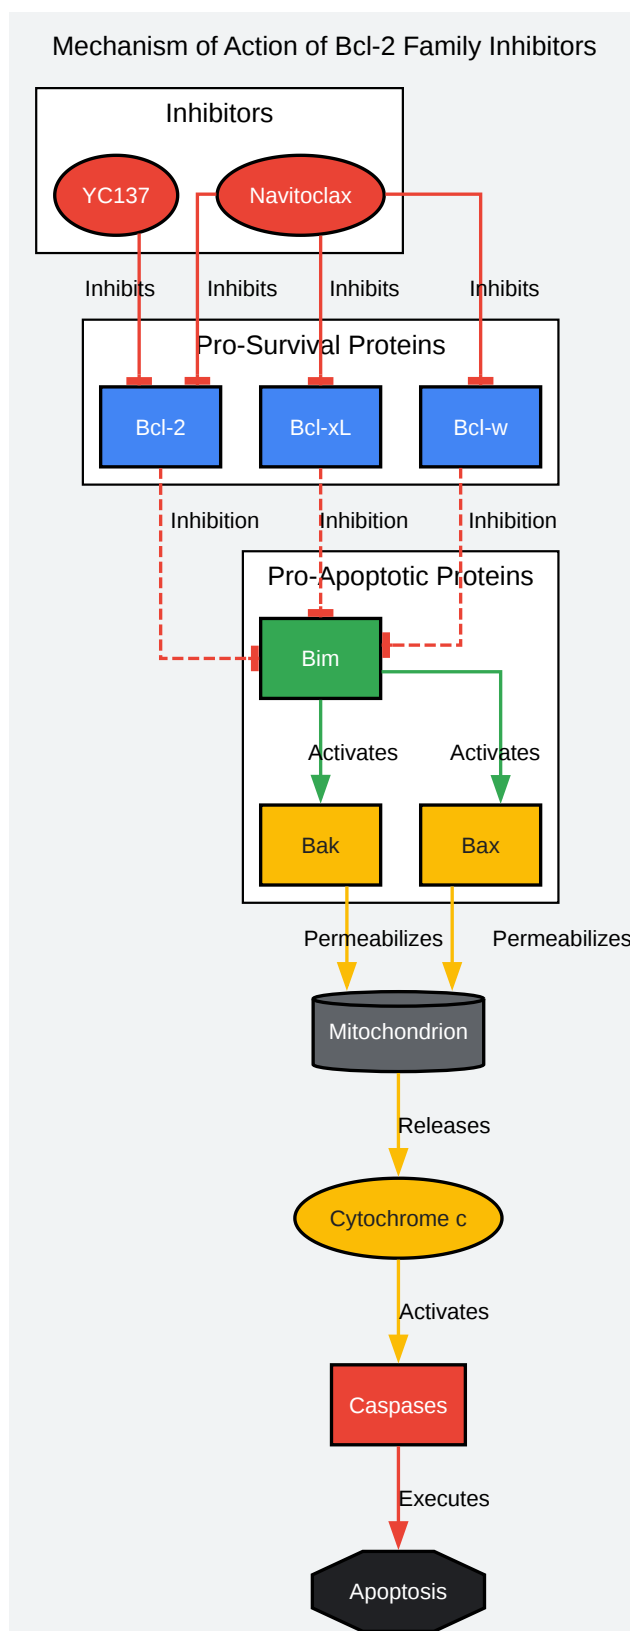 Mechanism of Action of Bcl-2 Family Inhibitors
Inhibitors
YC137
Navitoclax
Inhibits
Inhibits
Inhibits
Inhibits
Pro-Survival Proteins
Bcl-2
Bcl-xL
Bcl-w
Inhibition
Inhibition
Inhibition
Pro-Apoptotic Proteins
Bim
Activates
Activates
Bak
Bax
Permeabilizes
Permeabilizes
Mitochondrion
Releases
Cytochrome c
Activates
Caspases
Executes
Apoptosis